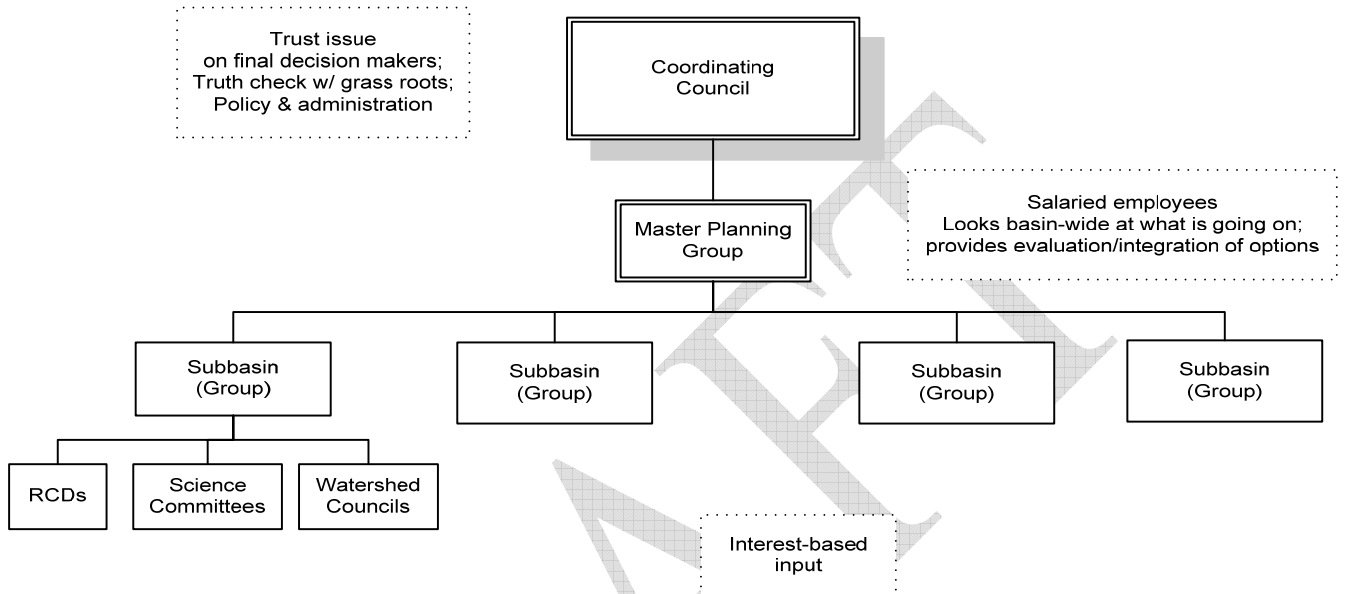 Trust issue
on final decision makers;
Truth check w/ grass roots;
Policy & administration
Coordinating
Council
Salaried employees
Looks basin-wide at what is going on;
provides evaluation/integration of options
Master Planning
Group
Subbasin
(Group)
Subbasin
(Group)
Subbasin
(Group)
Subbasin
(Group)
RCDs
Science
Committees
Watershed
Councils
Interest-based
input